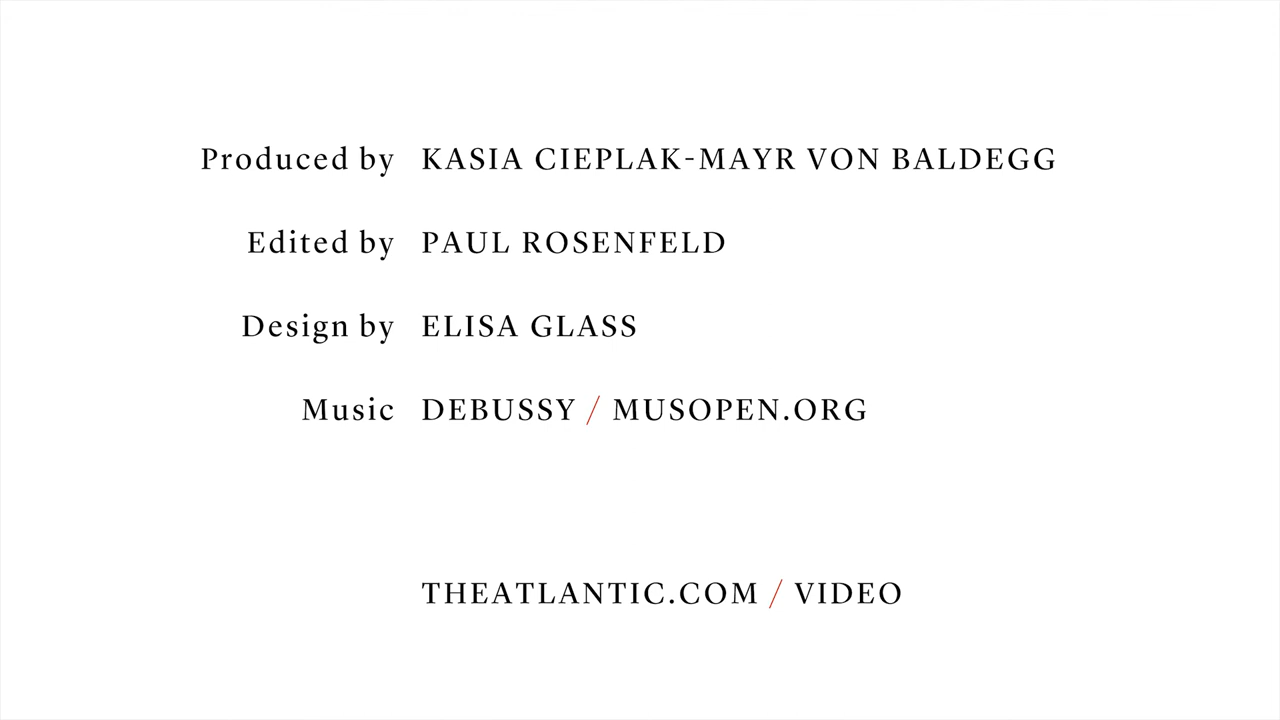 Produced by KASIA CIEPLAK-MAYR VON BALDEGG
Edited by PAUL ROSENFELD
Design by ELISA GLASS
Music DEBUSSY / MUSOPEN.ORG
THEATLANTIC.COM / VIDEO